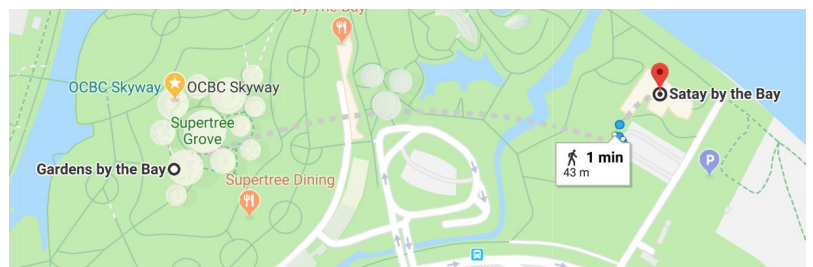 By The Bay
OCBC Skyway
OCBC Skyway
Satay by the Bay
Supertree
Grove
1 min
43 m
P
Gardens by the Bay
Supertree Dining